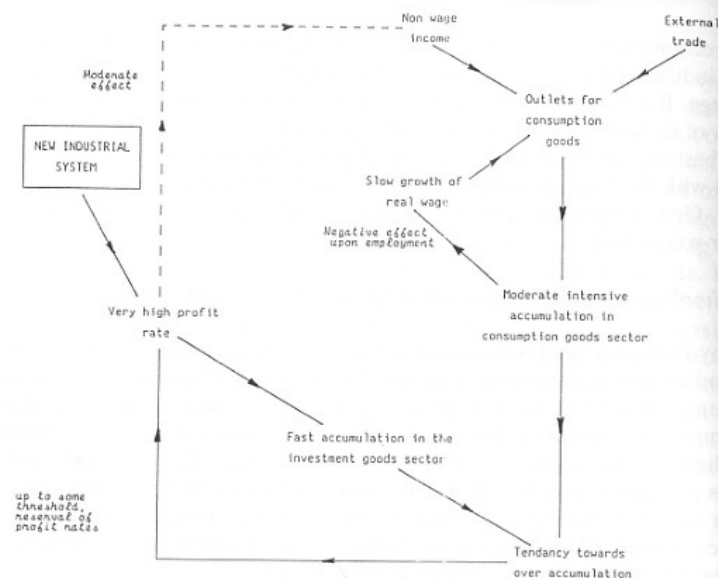 Non wage
income
External
trade
Moderate
effect
Outlets for
consumption
goods
NEW INDUSTRIAL
SYSTEM
Slow growth of
real wage
Negative effect
upon employment
Very high profit
rate
Moderate intensive
accumulation in
consumption goods sector
Fast accumulation in the
investment goods sector
up to some
threshold,
reserval of
profit rates
Tendancy towards
over accumulation